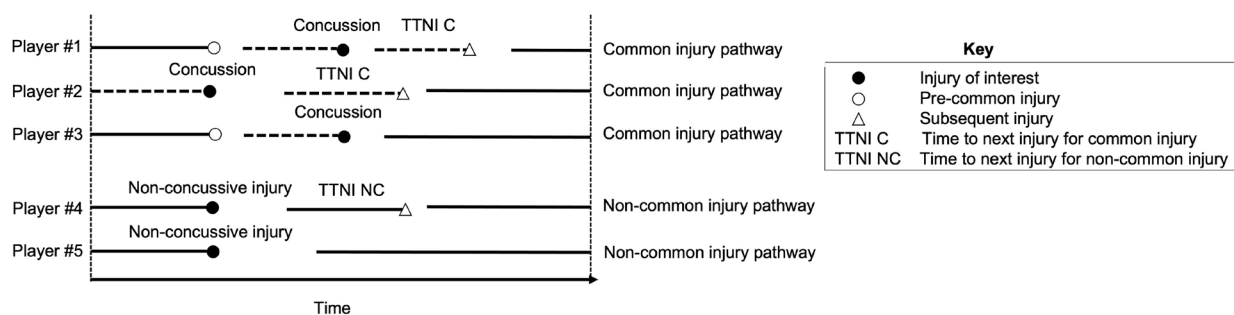 Concussion TTNI C
Player #1 Common injury pathway
Concussion TTNI C
Player #2 Common injury pathway
Concussion
Player #3 Common injury pathway
Non-concussive injury TTNI NC
Player #4 Non-common injury pathway
Non-concussive injury
Player #5 Non-common injury pathway
Time
Key
Injury of interest
Pre-common injury
Subsequent injury
TTNI C Time to next injury for common injury
TTNI NC Time to next injury for non-common injury